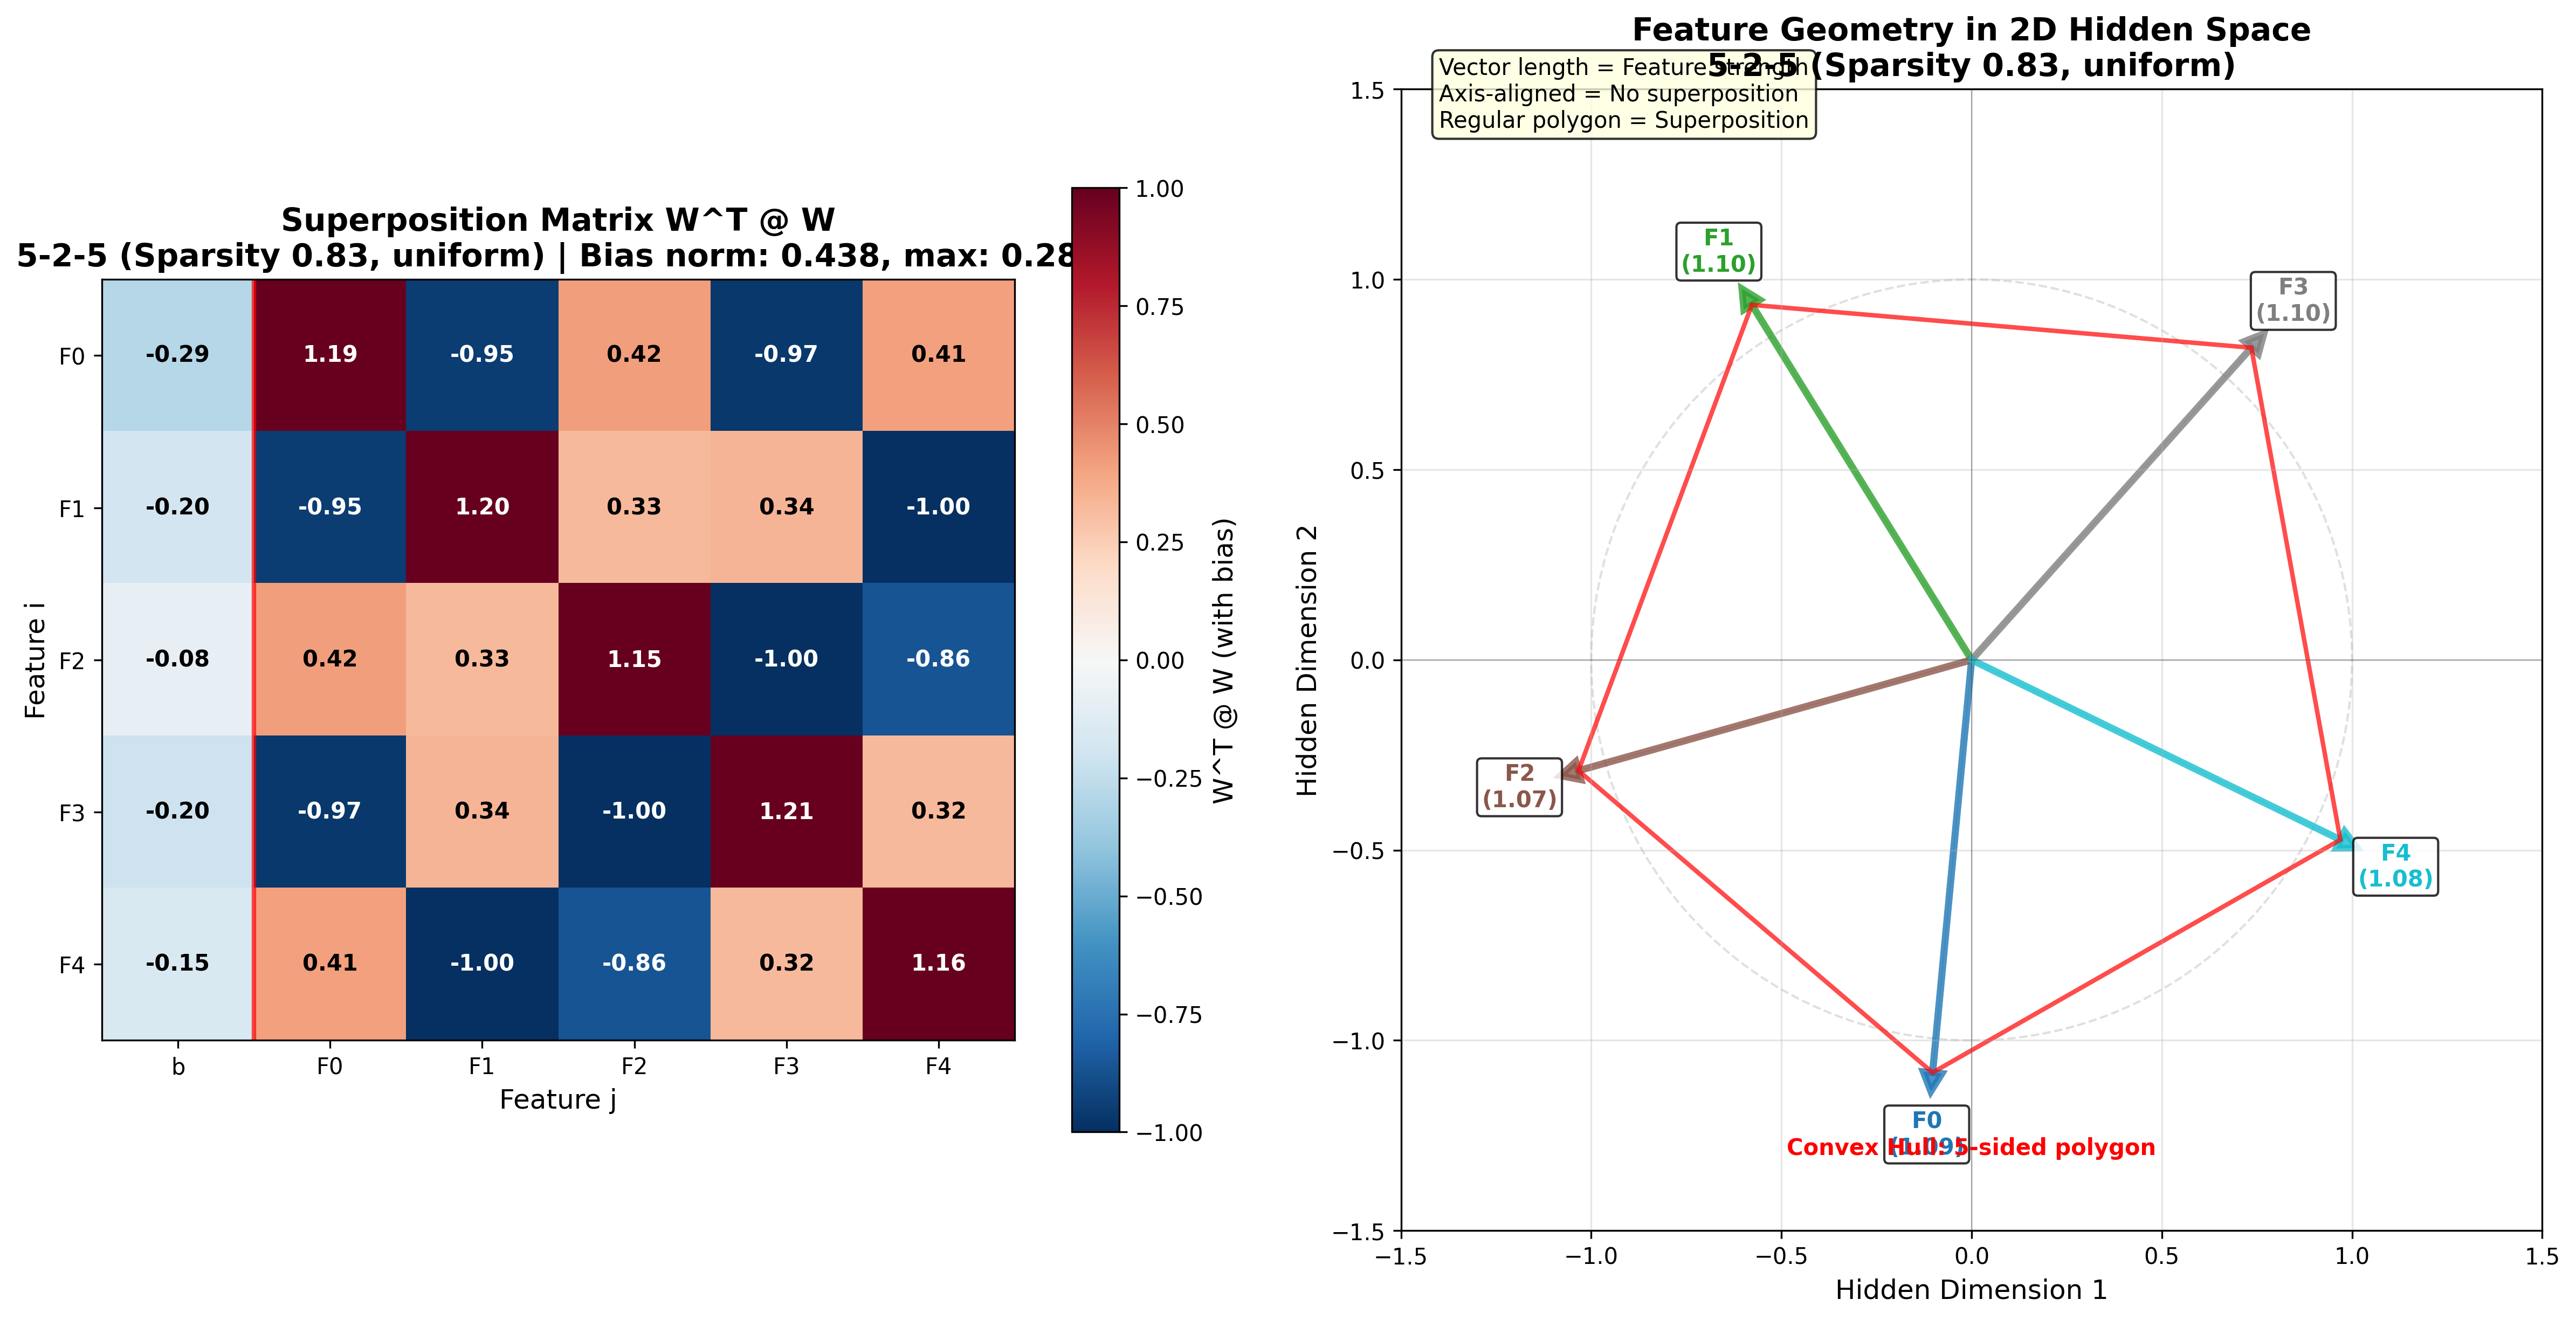 Superposition Matrix W^T @ W
5-2-5 (Sparsity 0.83, uniform) | Bias norm: 0.438, max: 0.28
F0
F1
F2
F3
F4
Feature i
-0.29 1.19 -0.95 0.42 -0.97 0.41
-0.20 -0.95 1.20 0.33 0.34 -1.00
-0.08 0.42 0.33 1.15 -1.00 -0.86
-0.20 -0.97 0.34 -1.00 1.21 0.32
-0.15 0.41 -1.00 -0.86 0.32 1.16
b F0 F1 F2 F3 F4
Feature j
1.00
0.75
0.50
0.25
0.00
−0.25
−0.50
−0.75
−1.00
W^T @ W (with bias)
Feature Geometry in 2D Hidden Space
5-2-5 (Sparsity 0.83, uniform)
Vector length = Feature strength
Axis-aligned = No superposition
Regular polygon = Superposition
1.5
1.0
0.5
0.0
−0.5
−1.0
−1.5
Hidden Dimension 2
F1
(1.10)
F3
(1.10)
F2
(1.07)
F4
(1.08)
F0
(1.09)
Convex Hull: 5-sided polygon
−1.5 −1.0 −0.5 0.0 0.5 1.0 1.5
Hidden Dimension 1